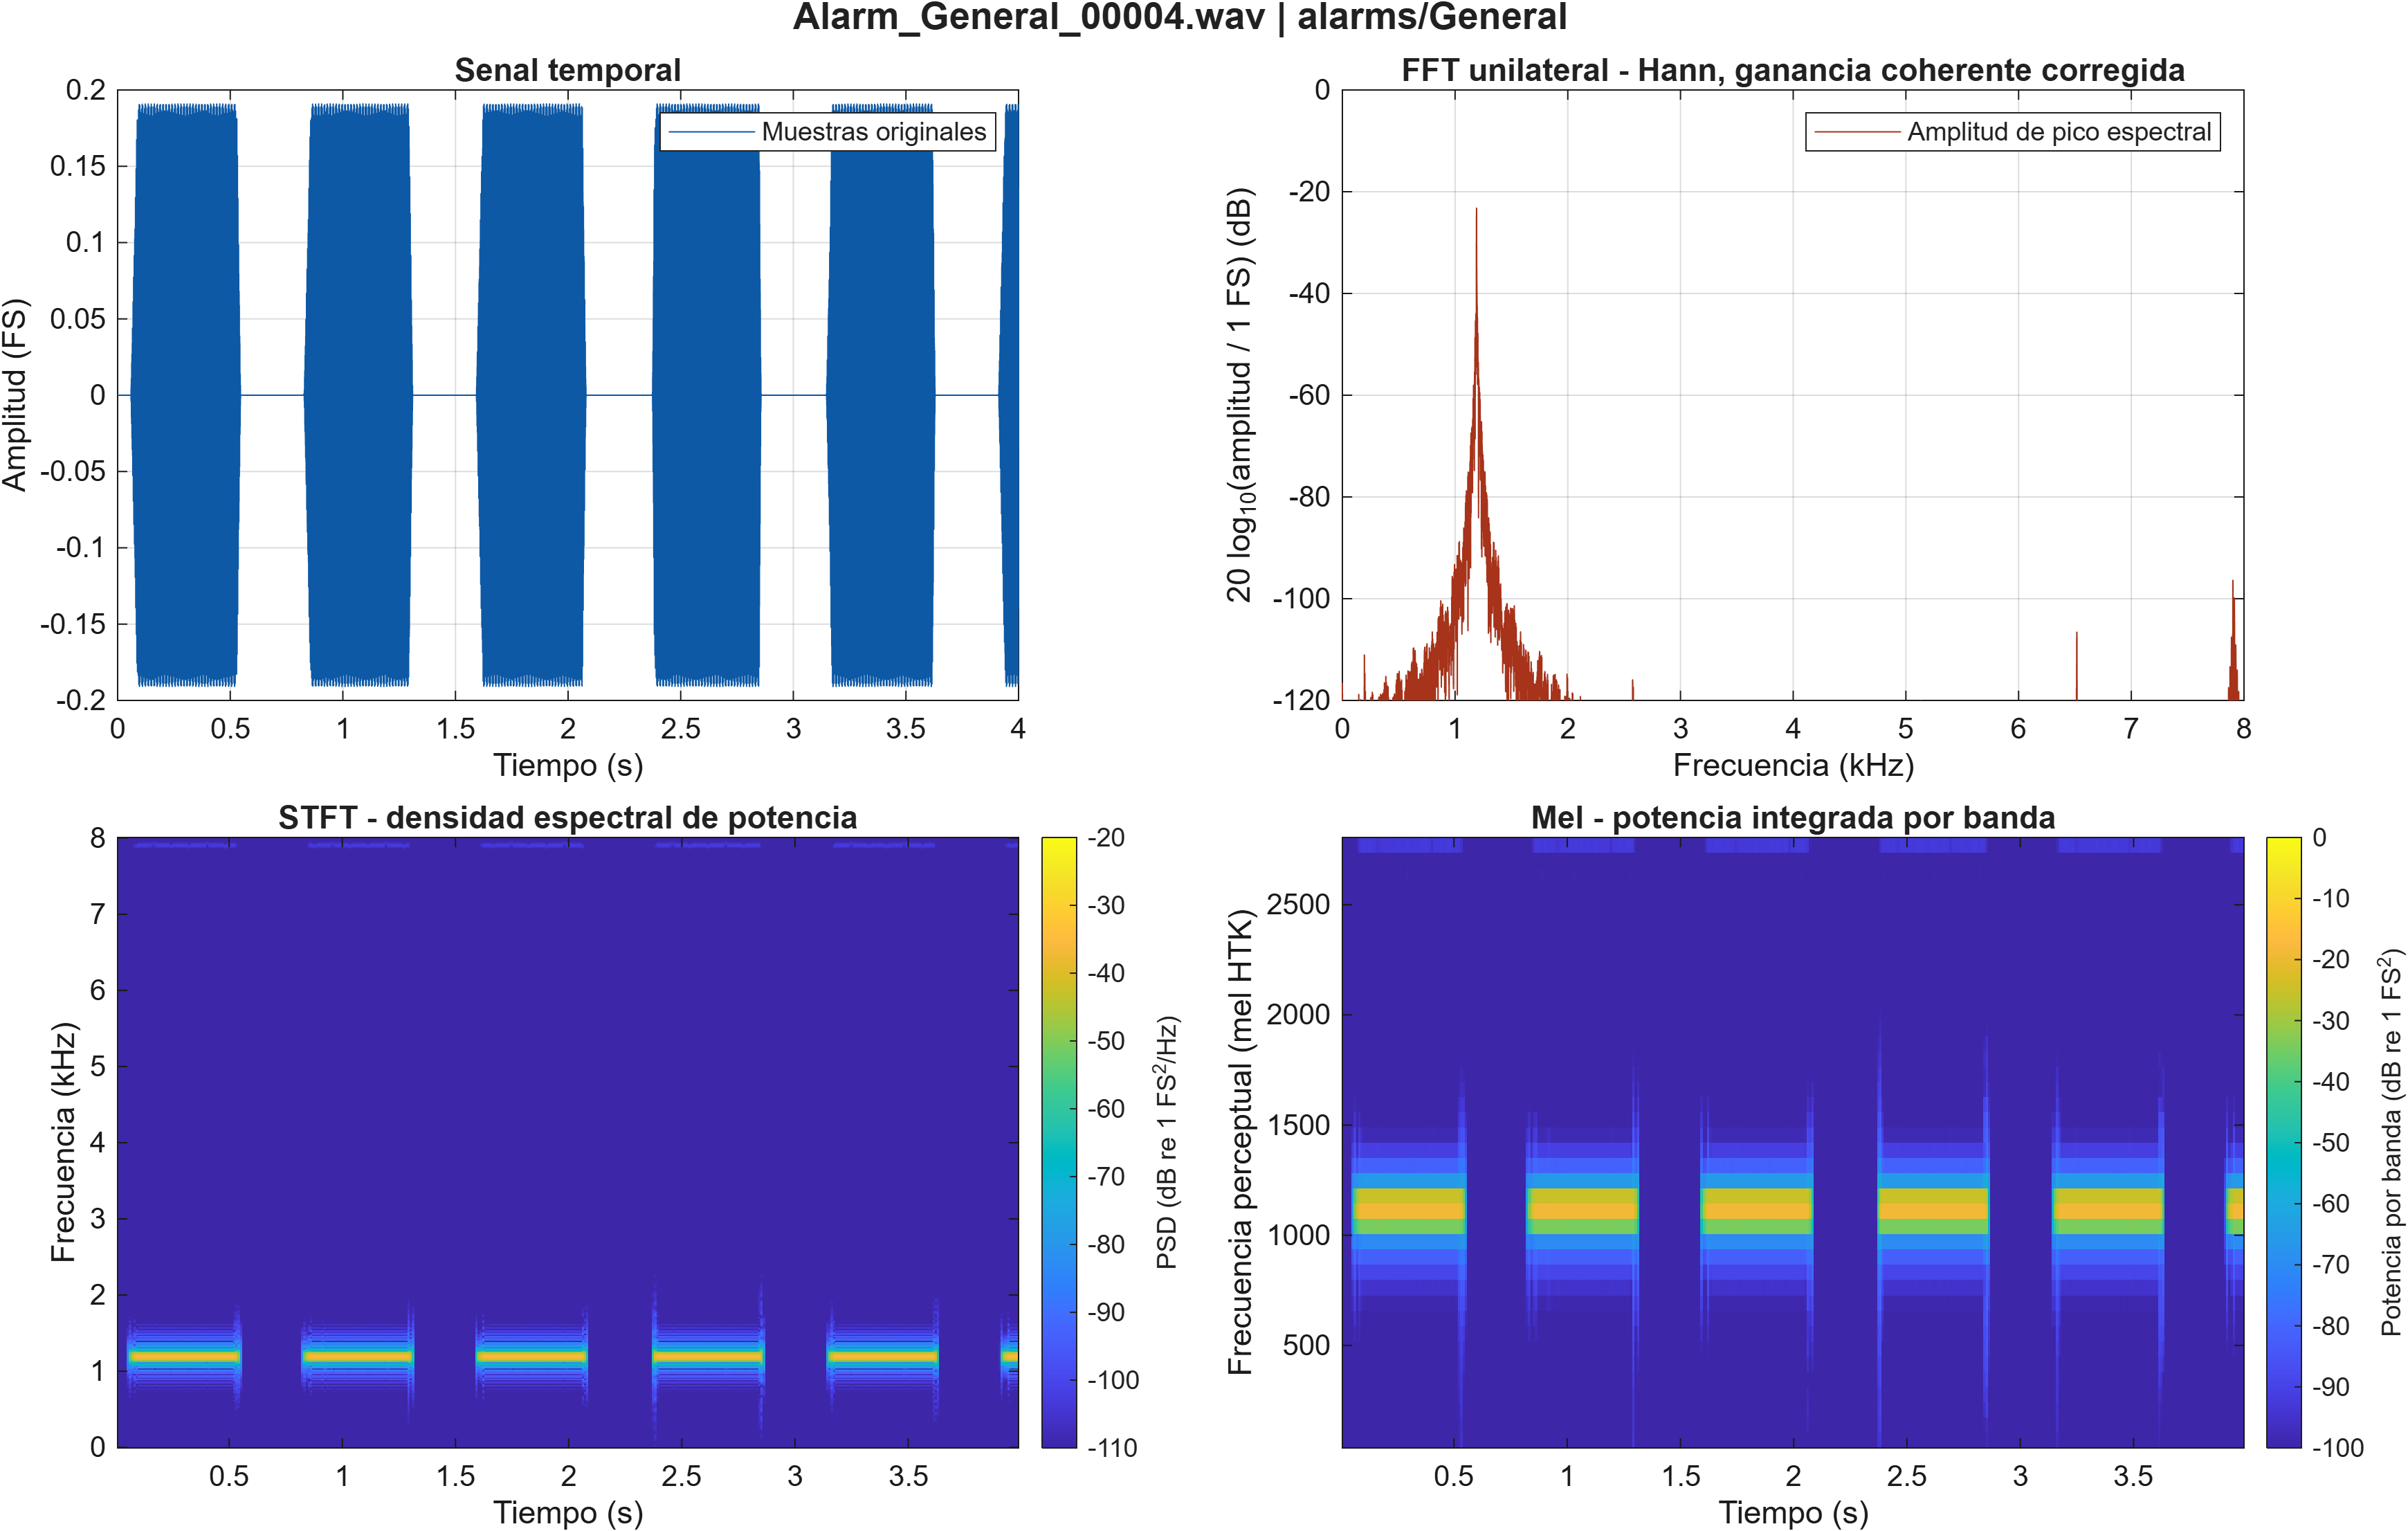 Alarm_General_00004.wav | alarms/General
Senal temporal
Muestras originales
Amplitud (FS)
0.2
0.15
0.1
0.05
0
-0.05
-0.1
-0.15
-0.2
0 0.5 1 1.5 2 2.5 3 3.5 4
Tiempo (s)
FFT unilateral - Hann, ganancia coherente corregida
Amplitud de pico espectral
20 log10(amplitud / 1 FS) (dB)
0
-20
-40
-60
-80
-100
-120
0 1 2 3 4 5 6 7 8
Frecuencia (kHz)
STFT - densidad espectral de potencia
Frecuencia (kHz)
8
7
6
5
4
3
2
1
0
0.5 1 1.5 2 2.5 3 3.5
Tiempo (s)
-20
-30
-40
-50
-60
-70
-80
-90
-100
-110
PSD (dB re 1 FS²/Hz)
Mel - potencia integrada por banda
Frecuencia perceptual (mel HTK)
2500
2000
1500
1000
500
0.5 1 1.5 2 2.5 3 3.5
Tiempo (s)
0
-10
-20
-30
-40
-50
-60
-70
-80
-90
-100
Potencia por banda (dB re 1 FS²)